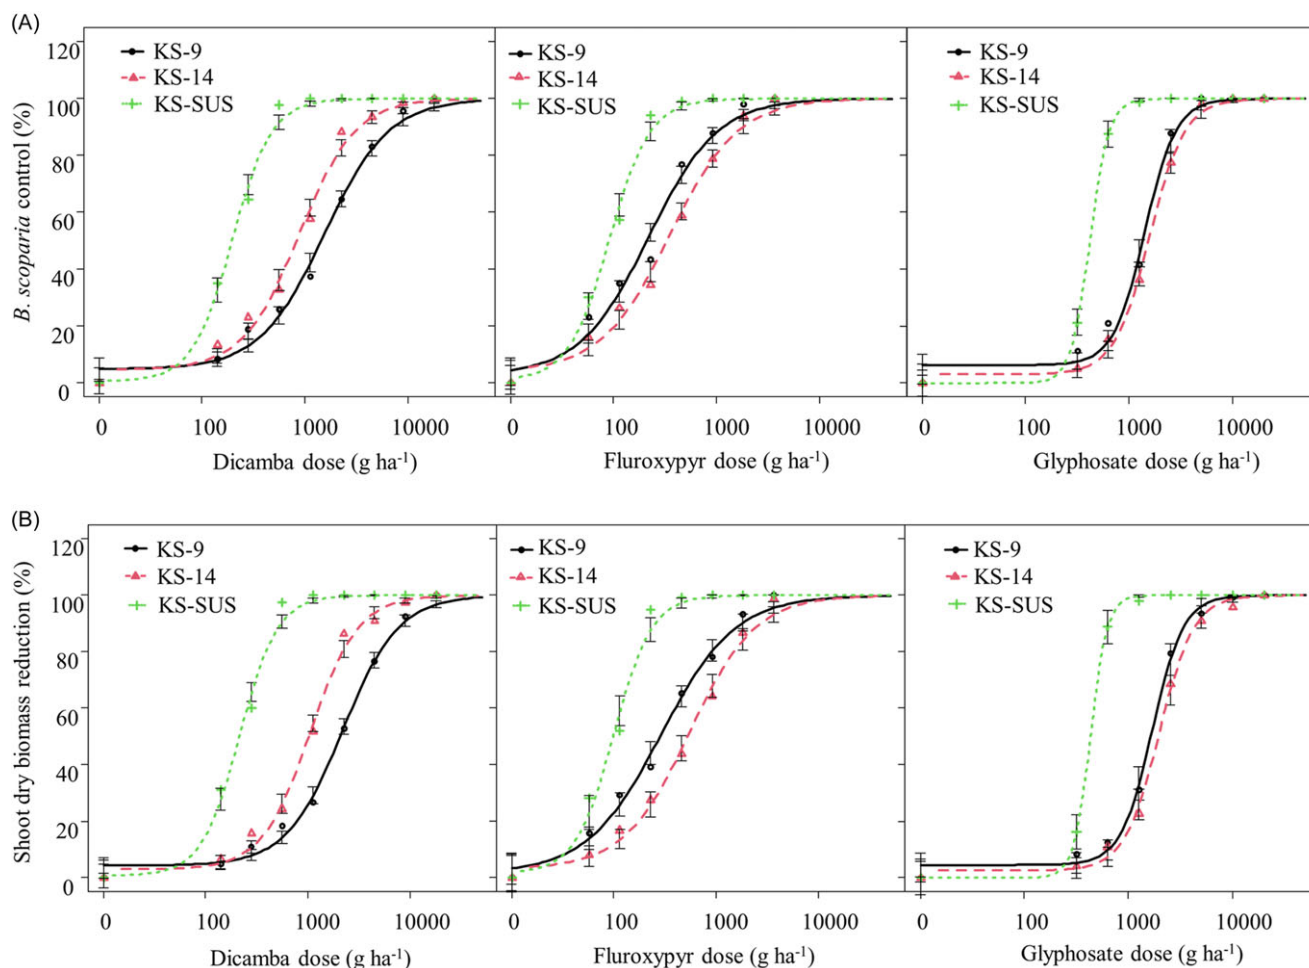 (A)
B. scoparia control (%)
120
100
80
60
40
20
0
KS-9
KS-14
KS-SUS
KS-9
KS-14
KS-SUS
KS-9
KS-14
KS-SUS
0 100 1000 10000
0 100 1000 10000
0 100 1000 10000
Dicamba dose (g ha⁻¹)
Fluroxypyr dose (g ha⁻¹)
Glyphosate dose (g ha⁻¹)
(B)
Shoot dry biomass reduction (%)
120
100
80
60
40
20
0
KS-9
KS-14
KS-SUS
KS-9
KS-14
KS-SUS
KS-9
KS-14
KS-SUS
0 100 1000 10000
0 100 1000 10000
0 100 1000 10000
Dicamba dose (g ha⁻¹)
Fluroxypyr dose (g ha⁻¹)
Glyphosate dose (g ha⁻¹)